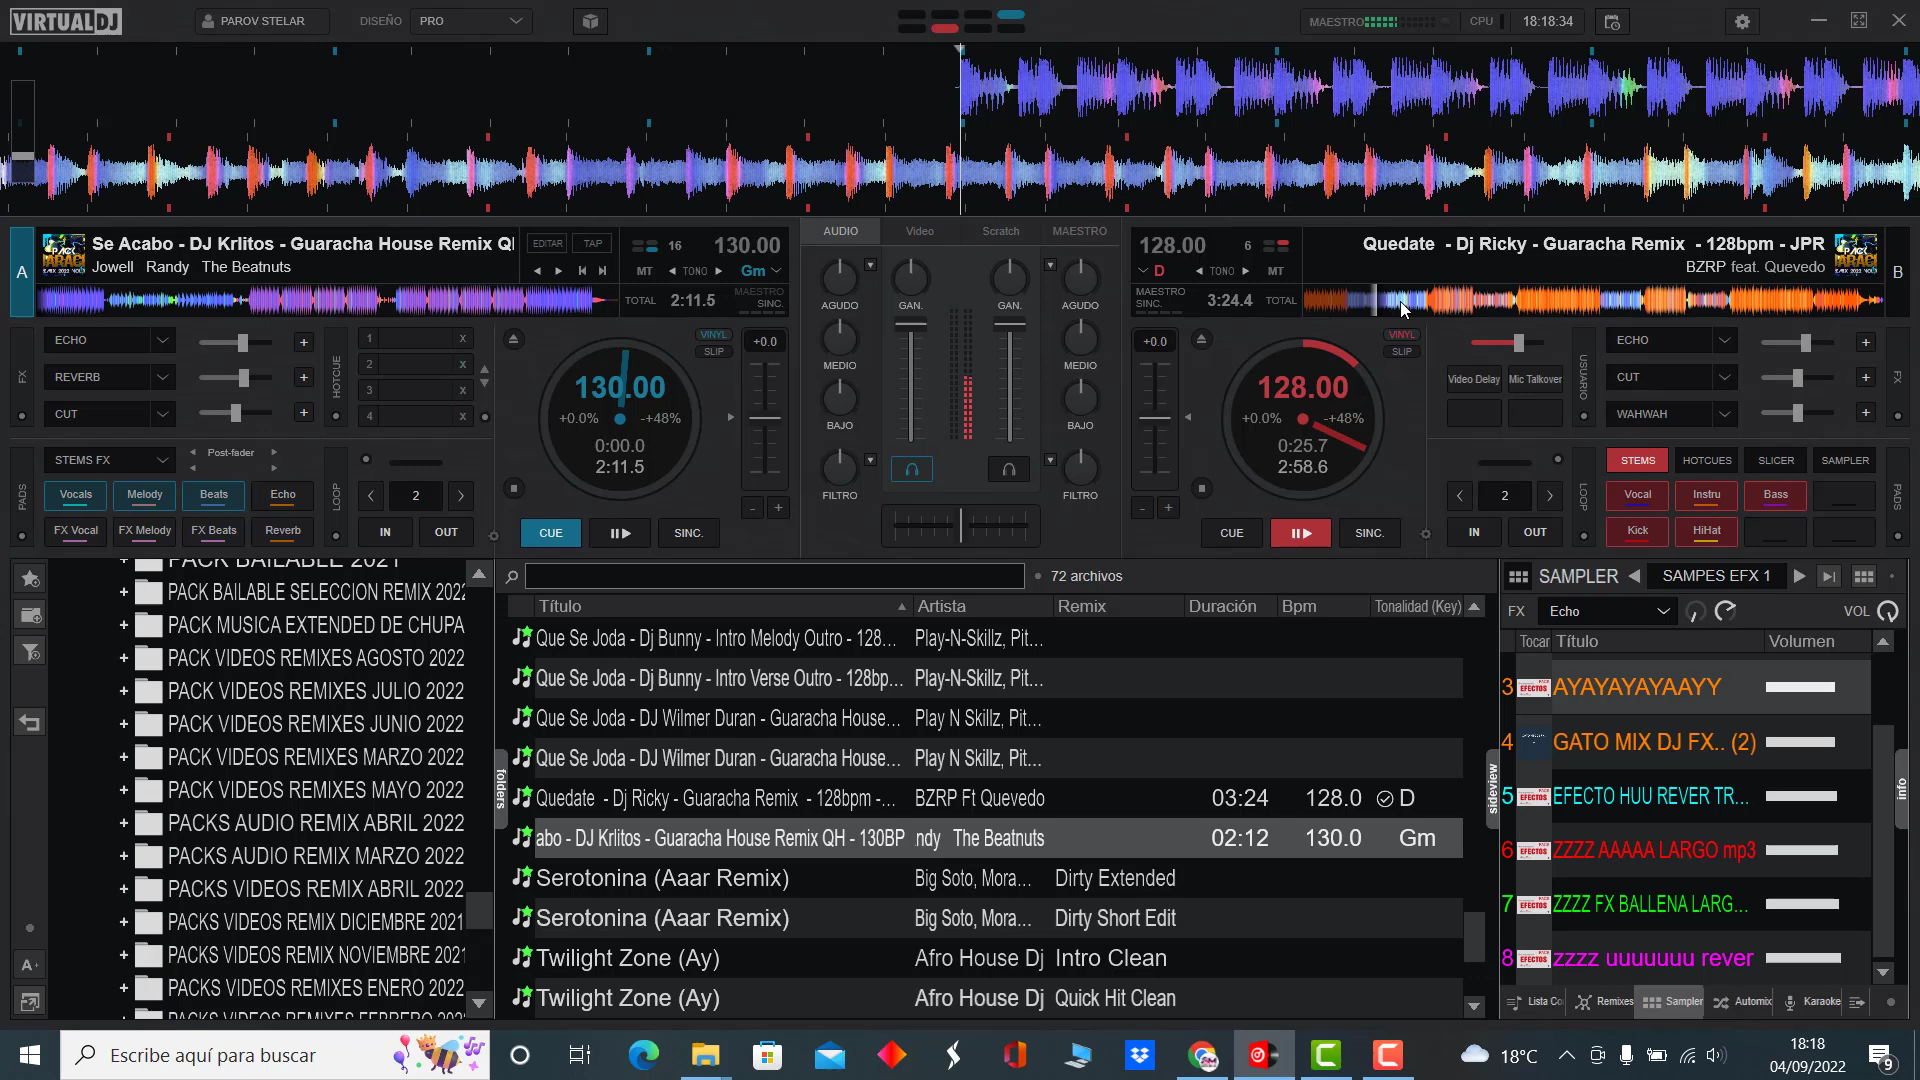 VIRTUALDJ
PAROV STELAR
DISEÑO
PRO
MAESTRO
CPU
18:18:34
A
Se Acabo - DJ Krlitos - Guaracha House Remix Q
Jowell Randy The Beatnuts
EDITAR
TAP
16
130.00
MT
TONO
Gm
TOTAL
2:11.5
MAESTRO
SINC.
AUDIO
Video
Scratch
MAESTRO
128.00
6
D
TONO
MT
MAESTRO
SINC.
3:24.4
TOTAL
Quedate - Dj Ricky - Guaracha Remix - 128bpm - JPR
BZRP feat. Quevedo
B
FX
ECHO
REVERB
CUT
HOTCUE
1
x
2
x
3
x
4
x
VINYL
SLIP
130.00
+0.0%
-+48%
0:00.0
2:11.5
+0.0
AGUDO
GAN.
GAN.
AGUDO
MEDIO
MEDIO
BAJO
BAJO
FILTRO
FILTRO
+0.0
VINYL
SLIP
128.00
+0.0%
-+48%
0:25.7
2:58.6
Video Delay
Mic Talkover
USUARIO
ECHO
CUT
WAHWAH
FX
PADS
STEMS FX
Post-fader
Vocals
Melody
Beats
Echo
FX Vocal
FX Melody
FX Beats
Reverb
LOOP
2
IN
OUT
CUE
SINC.
CUE
SINC.
2
IN
OUT
LOOP
STEMS
HOTCUES
SLICER
SAMPLER
Vocal
Instru
Bass
Kick
HiHat
PADS
PACK BAILABLE 2021
PACK BAILABLE SELECCION REMIX 202
PACK MUSICA EXTENDED DE CHUPA
PACK VIDEOS REMIXES AGOSTO 2022
PACK VIDEOS REMIXES JULIO 2022
PACK VIDEOS REMIXES JUNIO 2022
PACK VIDEOS REMIXES MARZO 2022
PACK VIDEOS REMIXES MAYO 2022
PACKS AUDIO REMIX ABRIL 2022
PACKS AUDIO REMIX MARZO 2022
PACKS VIDEOS REMIX ABRIL 2022
PACKS VIDEOS REMIX DICIEMBRE 2021
PACKS VIDEOS REMIX NOVIEMBRE 2021
PACKS VIDEOS REMIXES ENERO 2022
PACKS VIDEOS REMIXES FEBRERO 202
folders
72 archivos
Título
Artista
Remix
Duración
Bpm
Tonalidad (Key)
Que Se Joda - Dj Bunny - Intro Melody Outro - 128... Play-N-Skillz, Pit...
Que Se Joda - Dj Bunny - Intro Verse Outro - 128bp... Play-N-Skillz, Pit...
Que Se Joda - DJ Wilmer Duran - Guaracha House... Play N Skillz, Pit...
Que Se Joda - DJ Wilmer Duran - Guaracha House... Play N Skillz, Pit...
Quedate - Dj Ricky - Guaracha Remix - 128bpm -... BZRP Ft Quevedo 03:24 128.0 D
abo - DJ Krlitos - Guaracha House Remix QH - 130BP ndy The Beatnuts 02:12 130.0 Gm
Serotonina (Aaar Remix) Big Soto, Mora... Dirty Extended
Serotonina (Aaar Remix) Big Soto, Mora... Dirty Short Edit
Twilight Zone (Ay) Afro House Dj Intro Clean
Twilight Zone (Ay) Afro House Dj Quick Hit Clean
sideview
SAMPLER
SAMPES EFX 1
FX
Echo
VOL
Tocar
Título
Volumen
3 EFECTOS AYAYAYAYAAYY
4 GATO MIX DJ FX.. (2)
5 EFECTOS EFECTO HUU REVER TR...
6 EFECTOS ZZZZ AAAAA LARGO mp3
7 EFECTOS ZZZZ FX BALLENA LARG...
8 EFECTOS zzzz uuuuuuu rever
info
Lista Co
Remixes
Sampler
Automix
Karaoke
A+
Escribe aquí para buscar
18°C
18:18
04/09/2022
9